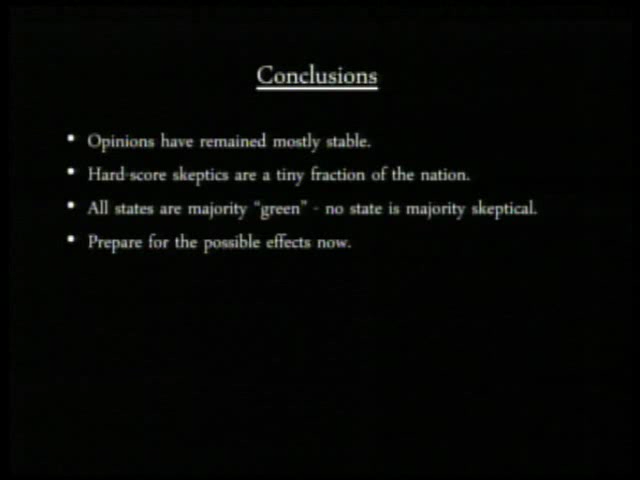 Conclusions
• Opinions have remained mostly stable.
• Hard-score skeptics are a tiny fraction of the nation.
• All states are majority “green” - no state is majority skeptical.
• Prepare for the possible effects now.